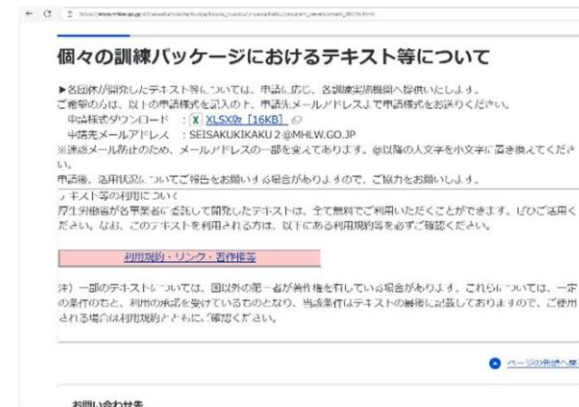 個々の訓練パッケージにおけるテキスト等について
▶各団体が開発したテキスト等については、申請に応じ、各訓練実施機関へ提供いたします。
ご希望の方は、以下の申請様式を記入の上、申請先メールアドレスまで申請様式をお送りください。
申請様式ダウンロード ： XLSX [16KB]
申請先メールアドレス ：SEISAKUKIKAKU2@MHLW.GO.JP
※迷惑メール防止のため、メールアドレスの一部を変えてあります。@以降の大文字を小文字に置き換えてくださ
い。
申請後、活用状況についてご報告をお願いする場合がありますので、ご協力をお願いします。
テキスト等の利用について
厚生労働省が各事業者に委託して開発したテキストは、全て無料でご利用いただくことができます。ぜひご活用く
ださい。なお、このテキストを利用される方は、以下にある利用規約等を必ずご確認ください。
利用規約・リンク・著作権等
注）一部のテキストについては、国以外の第一者が著作権を有している場合があります。これらについては、一定
の条件のもと、利用の承諾を受けているものとなり、当該条件はテキストの最後に記載しておりますので、ご使用
される場合は利用規約とともにご確認ください。
ページの先頭へ戻
お問い合わせ先